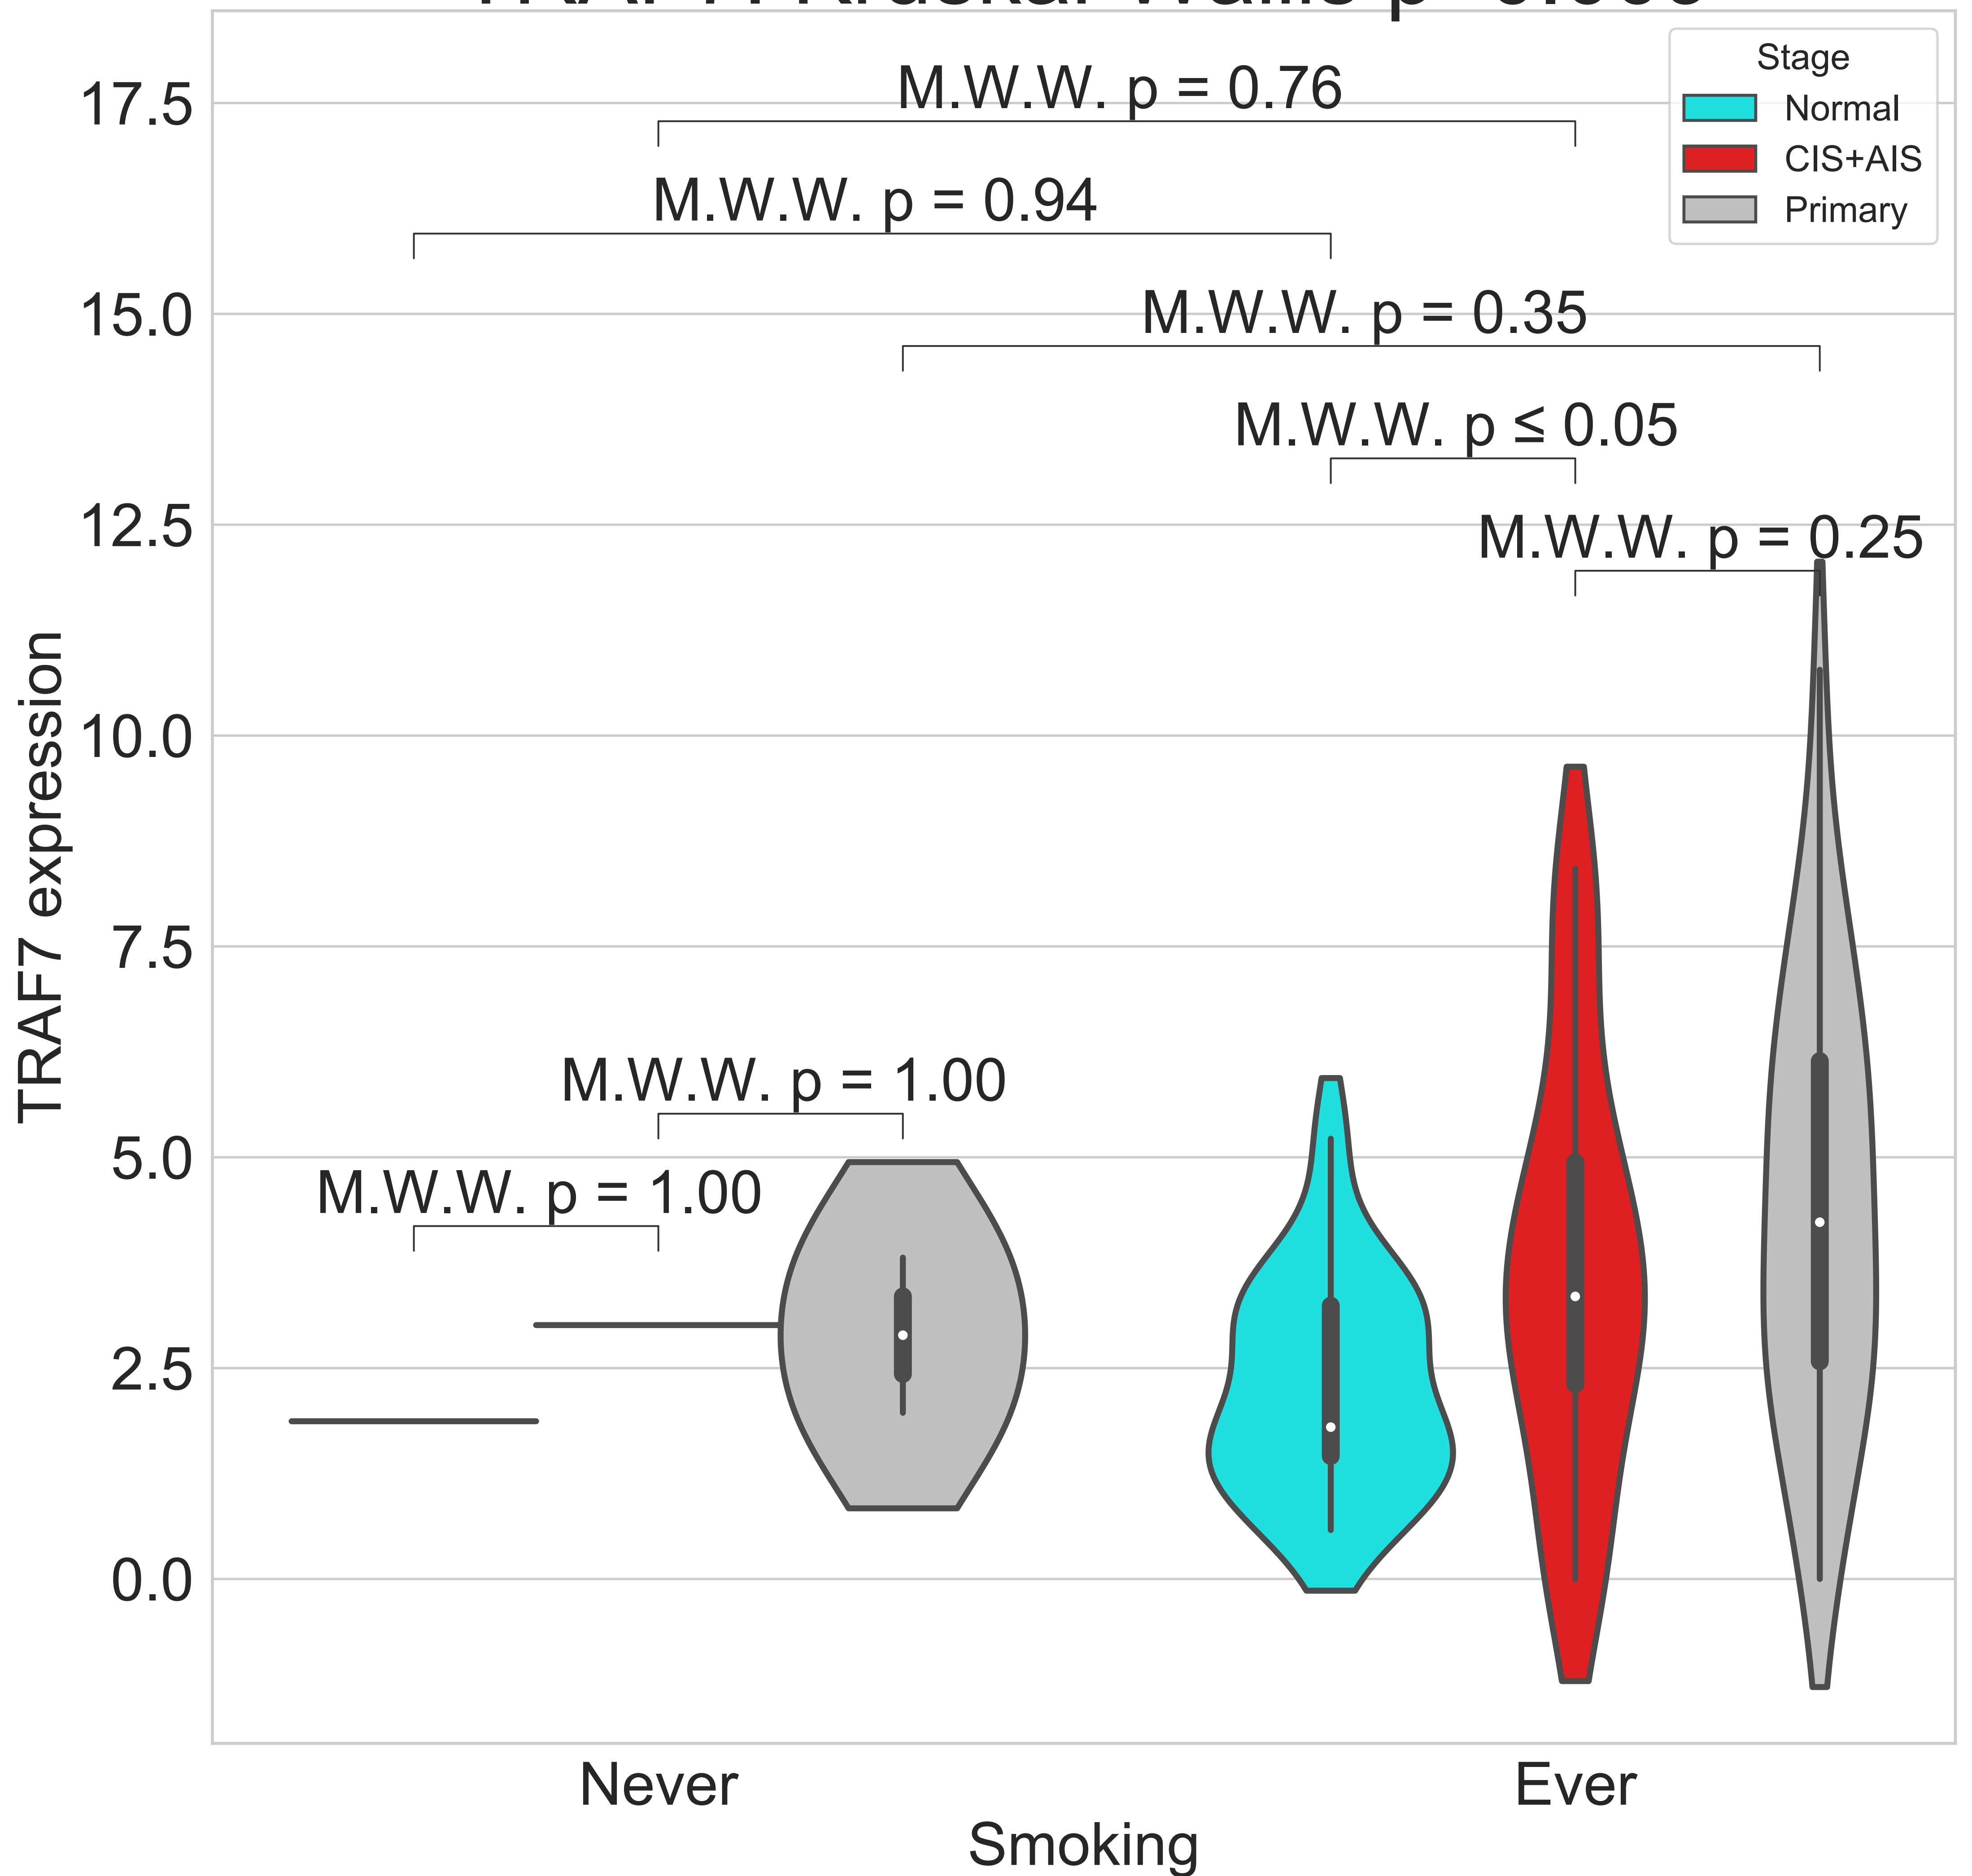 Stage
Normal
CIS+AIS
Primary
M.W.W. p = 0.76
M.W.W. p = 0.94
M.W.W. p = 0.35
M.W.W. p ≤ 0.05
M.W.W. p = 0.25
M.W.W. p = 1.00
M.W.W. p = 1.00
17.5
15.0
12.5
10.0
7.5
5.0
2.5
0.0
TRAF7 expression
Never
Ever
Smoking